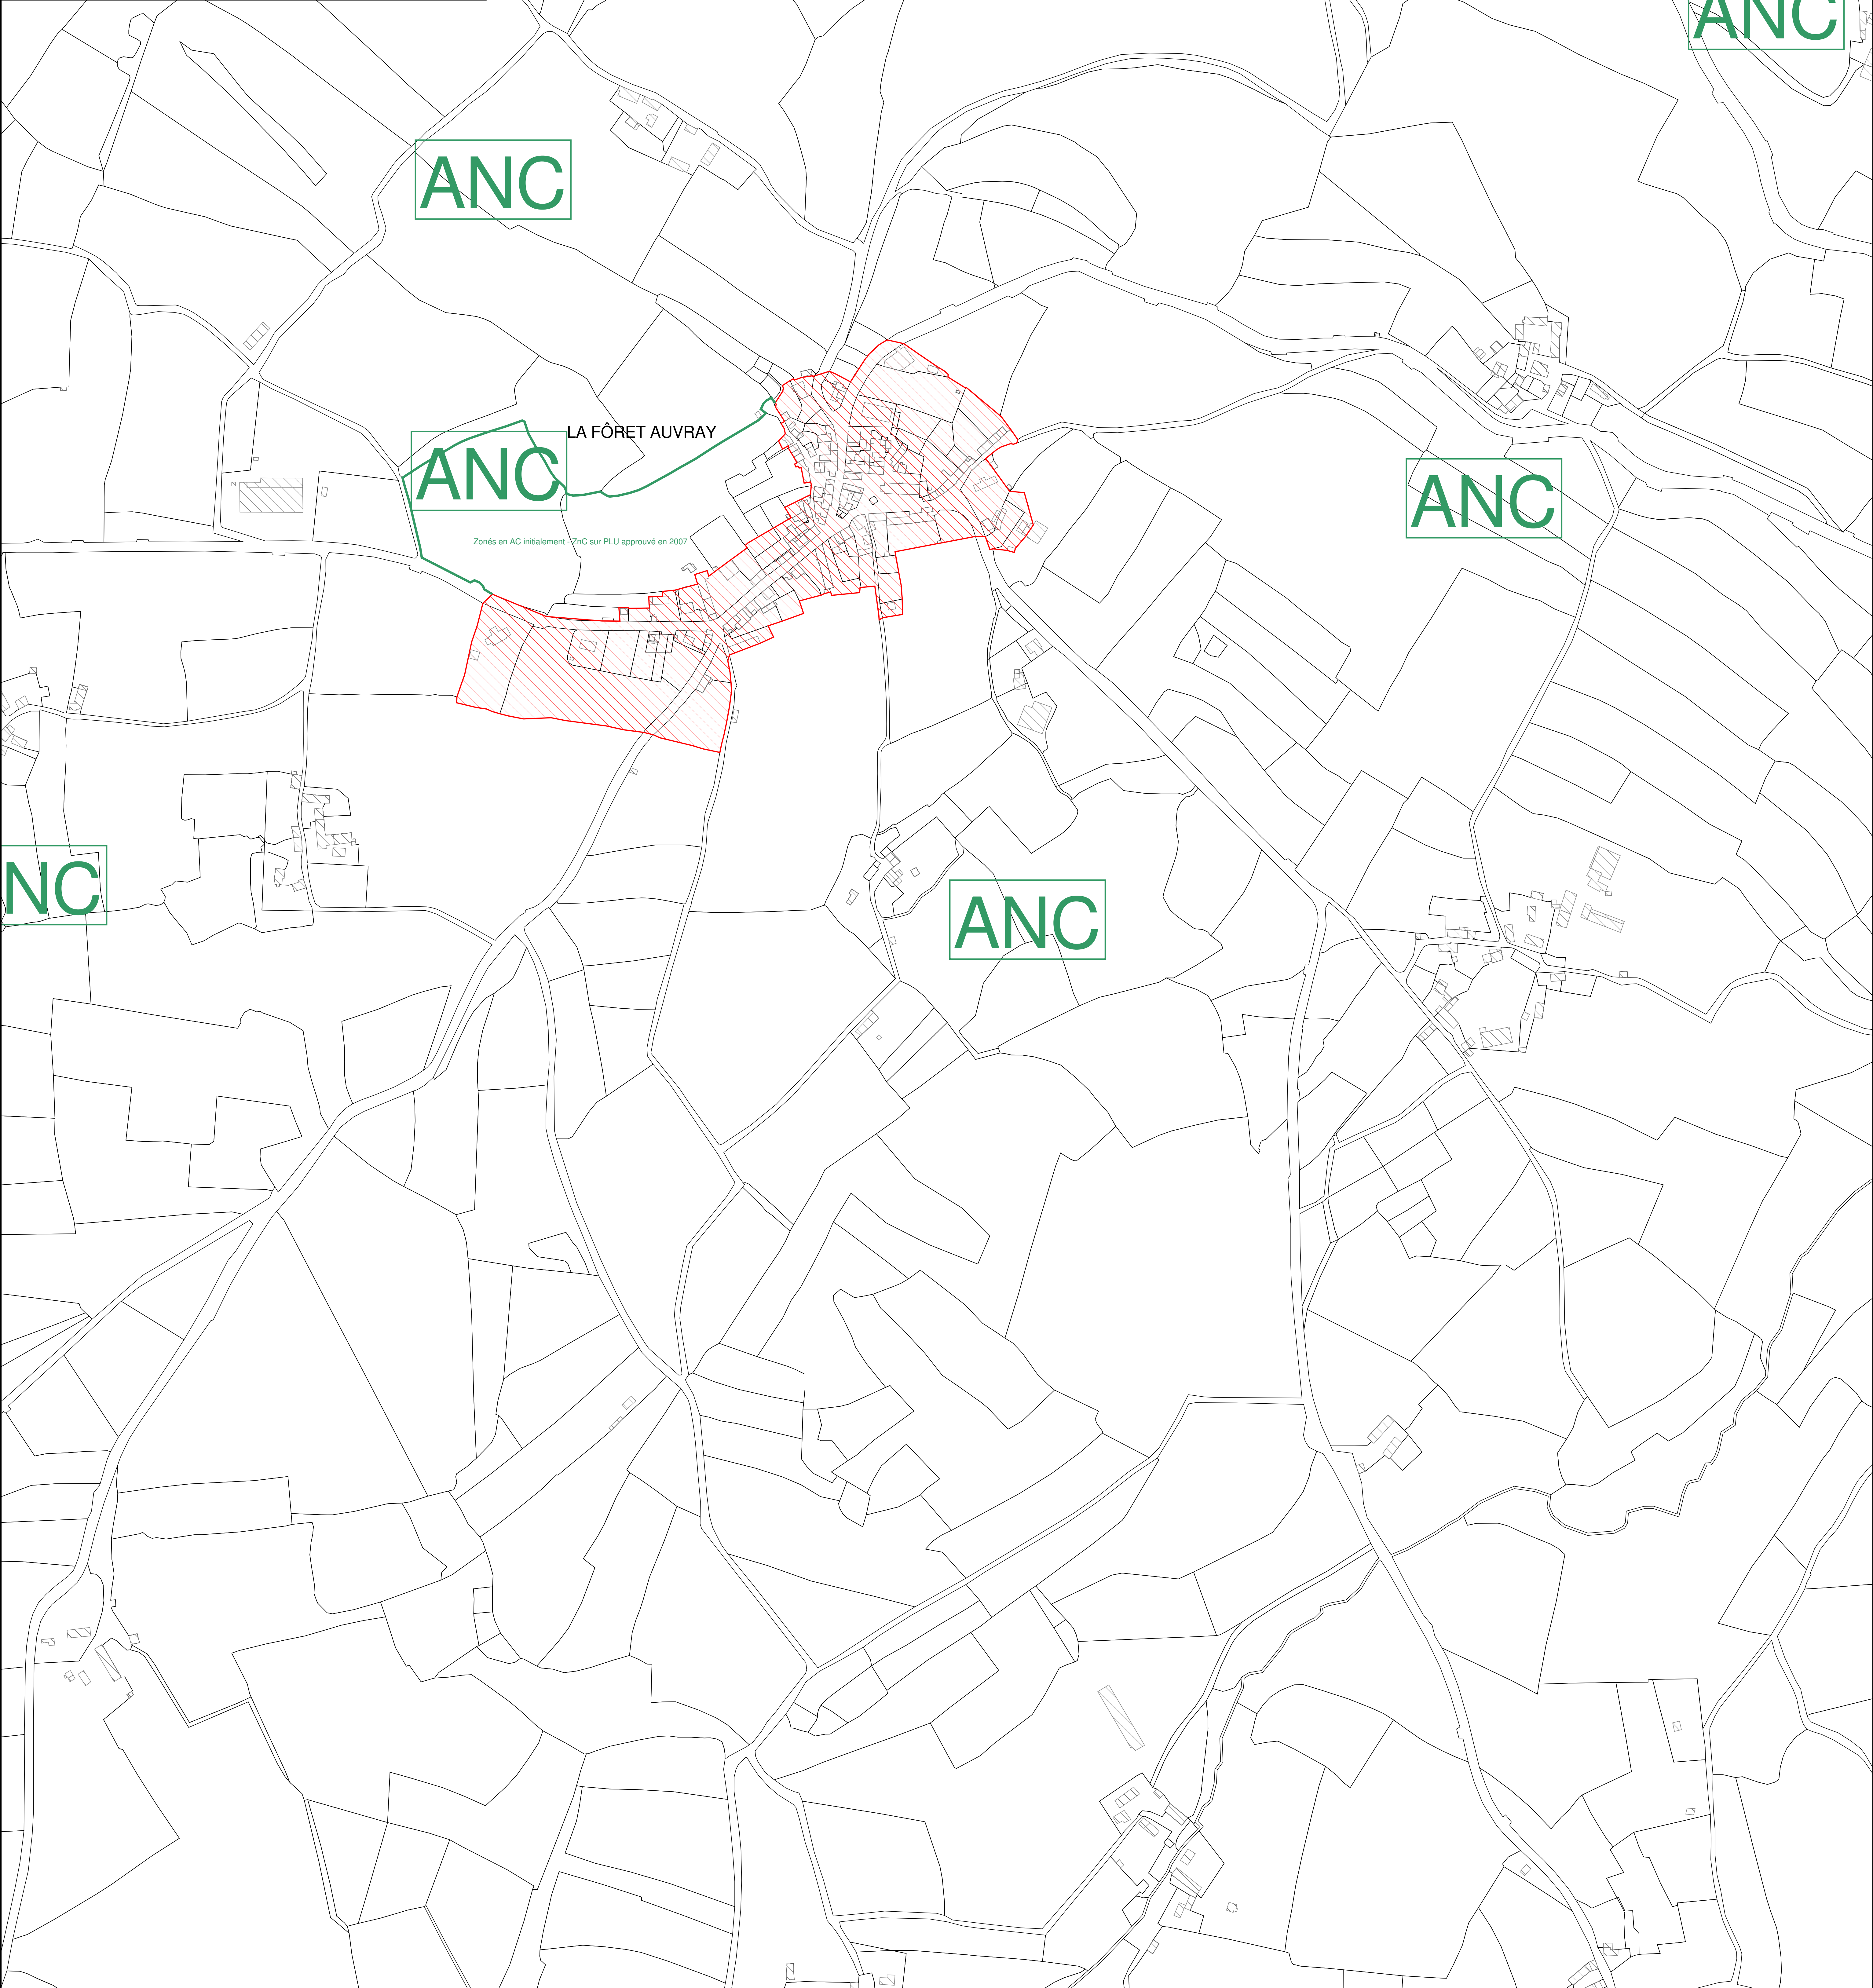 ANC
ANC
LA FÔRET AUVRAY
ANC
ANC
Zonés en AC initialement - ZnC sur PLU approuvé en 2007
NC
ANC